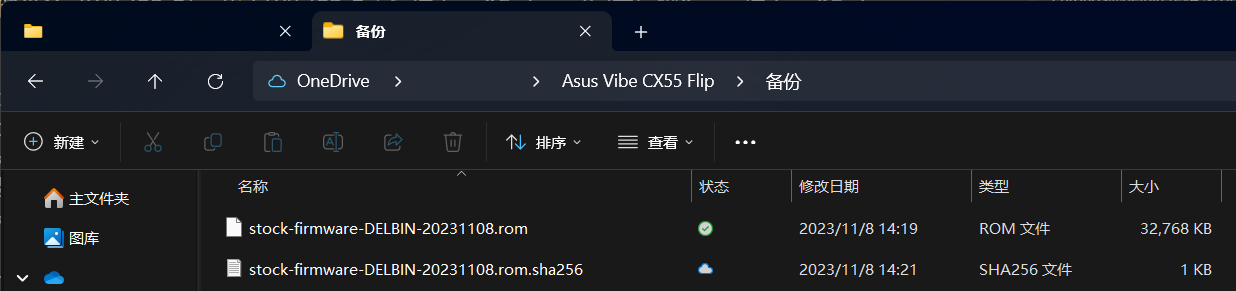 备份
OneDrive > > Asus Vibe CX55 Flip > 备份
新建 排序 查看 •••
名称 状态 修改日期 类型 大小
主文件夹
stock-firmware-DELBIN-20231108.rom 2023/11/8 14:19 ROM 文件 32,768 KB
图库
stock-firmware-DELBIN-20231108.rom.sha256 2023/11/8 14:21 SHA256 文件 1 KB